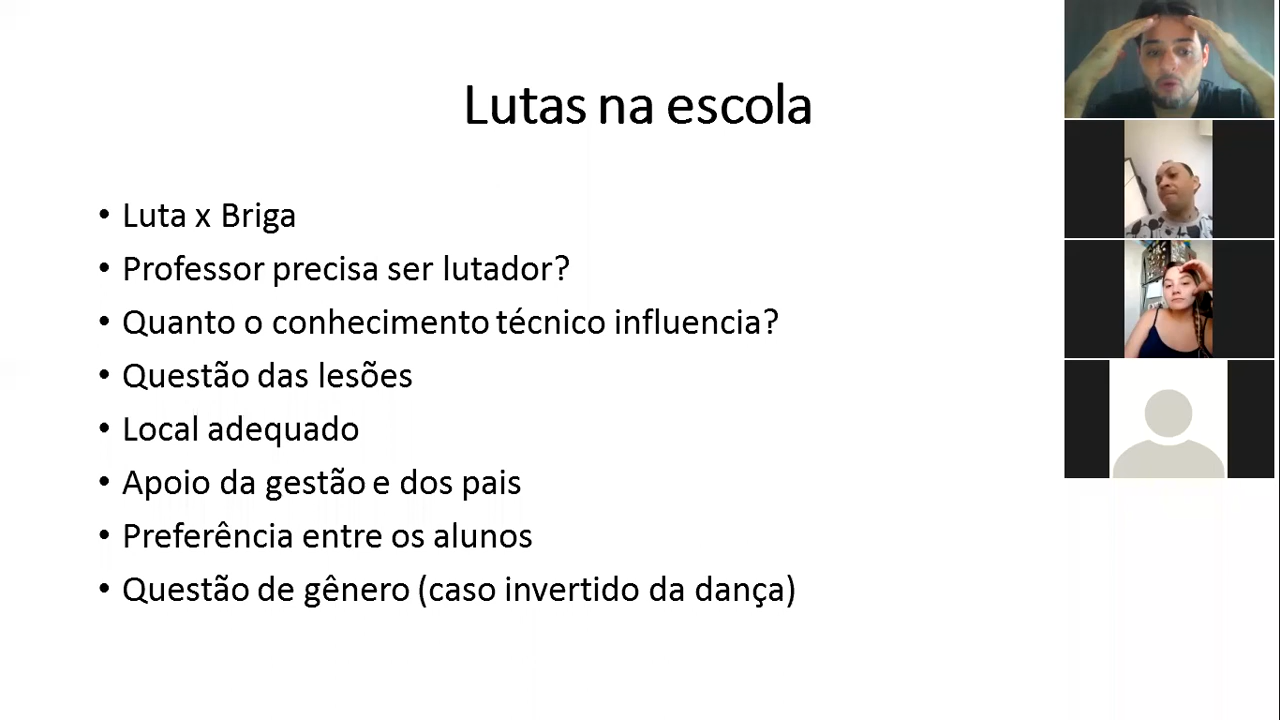 Lutas na escola
• Luta x Briga
• Professor precisa ser lutador?
• Quanto o conhecimento técnico influencia?
• Questão das lesões
• Local adequado
• Apoio da gestão e dos pais
• Preferência entre os alunos
• Questão de gênero (caso invertido da dança)